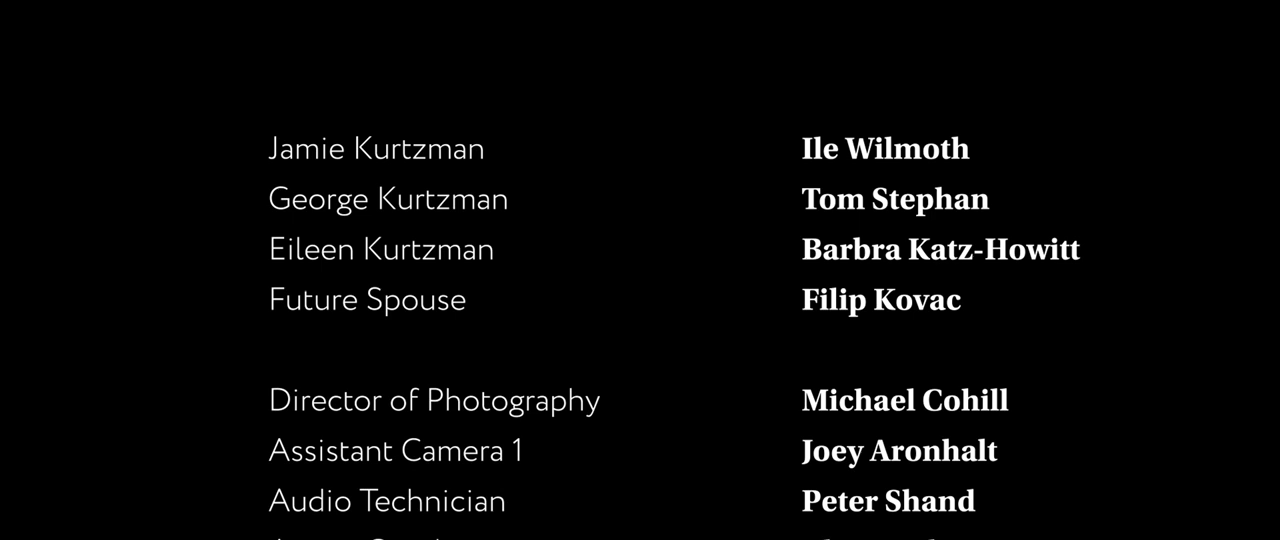 Jamie Kurtzman Ile Wilmoth
George Kurtzman Tom Stephan
Eileen Kurtzman Barbra Katz-Howitt
Future Spouse Filip Kovac
Director of Photography Michael Cohill
Assistant Camera 1 Joey Aronhalt
Audio Technician Peter Shand